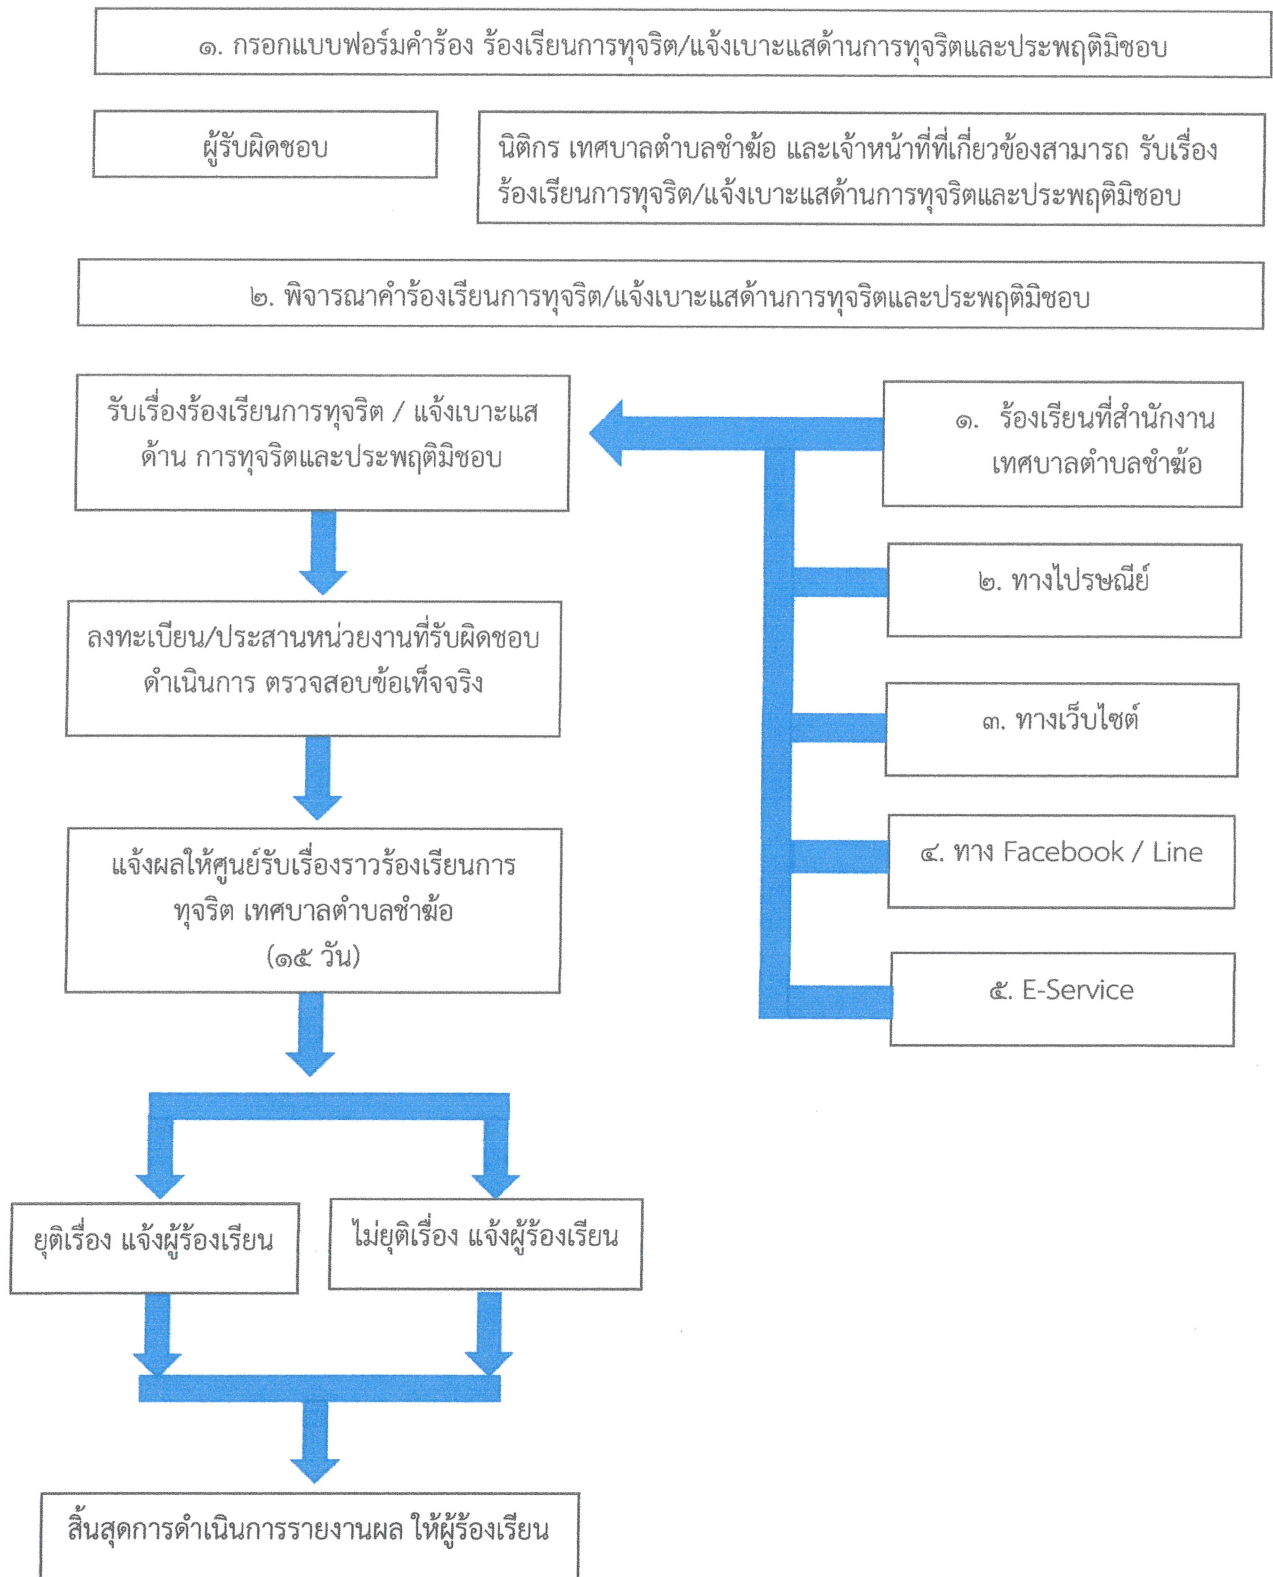 ๑. กรอกแบบฟอร์มคำร้อง ร้องเรียนการทุจริต/แจ้งเบาะแสด้านการทุจริตและประพฤติมิชอบ
ผู้รับผิดชอบ
นิติกร เทศบาลตำบลชำฆ้อ และเจ้าหน้าที่ที่เกี่ยวข้องสามารถ รับเรื่อง
ร้องเรียนการทุจริต/แจ้งเบาะแสด้านการทุจริตและประพฤติมิชอบ
๒. พิจารณาคำร้องเรียนการทุจริต/แจ้งเบาะแสด้านการทุจริตและประพฤติมิชอบ
รับเรื่องร้องเรียนการทุจริต / แจ้งเบาะแส
ด้าน การทุจริตและประพฤติมิชอบ
๑. ร้องเรียนที่สำนักงาน
เทศบาลตำบลชำฆ้อ
๒. ทางไปรษณีย์
๓. ทางเว็บไซต์
๔. ทาง Facebook / Line
๕. E-Service
ลงทะเบียน/ประสานหน่วยงานที่รับผิดชอบ
ดำเนินการ ตรวจสอบข้อเท็จจริง
แจ้งผลให้ศูนย์รับเรื่องราวร้องเรียนการ
ทุจริต เทศบาลตำบลชำฆ้อ
(๑๕ วัน)
ยุติเรื่อง แจ้งผู้ร้องเรียน
ไม่ยุติเรื่อง แจ้งผู้ร้องเรียน
สิ้นสุดการดำเนินการรายงานผล ให้ผู้ร้องเรียน